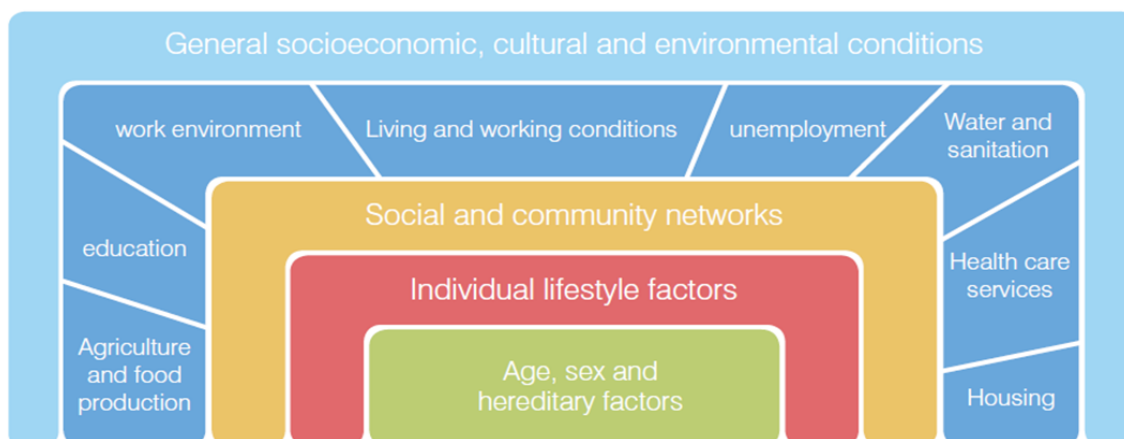 General socioeconomic, cultural and environmental conditions
work environment
Living and working conditions
unemployment
Water and
sanitation
Social and community networks
education
Health care
services
Individual lifestyle factors
Agriculture
and food
production
Age, sex and
hereditary factors
Housing